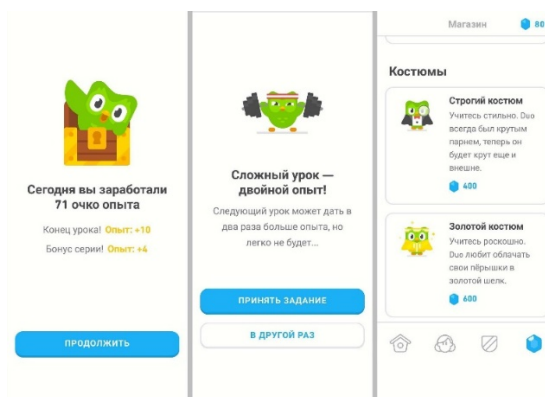 Сегодня вы заработали
71 очко опыта
Конец урока! Опыт: +10
Бонус серии! Опыт: +4
ПРОДОЛЖИТЬ
Сложный урок —
двойной опыт!
Следующий урок может дать в
два раза больше опыта, но
легко не будет...
ПРИНЯТЬ ЗАДАНИЕ
В ДРУГОЙ РАЗ
Магазин
80
Костюмы
Строгий костюм
Учитесь стильно. Duo
всегда был крутым
парнем, теперь он
будет крут еще и
внешне.
400
Золотой костюм
Учитесь роскошно.
Duo любит облачать
свои пёрышки в
золотой шелк.
600